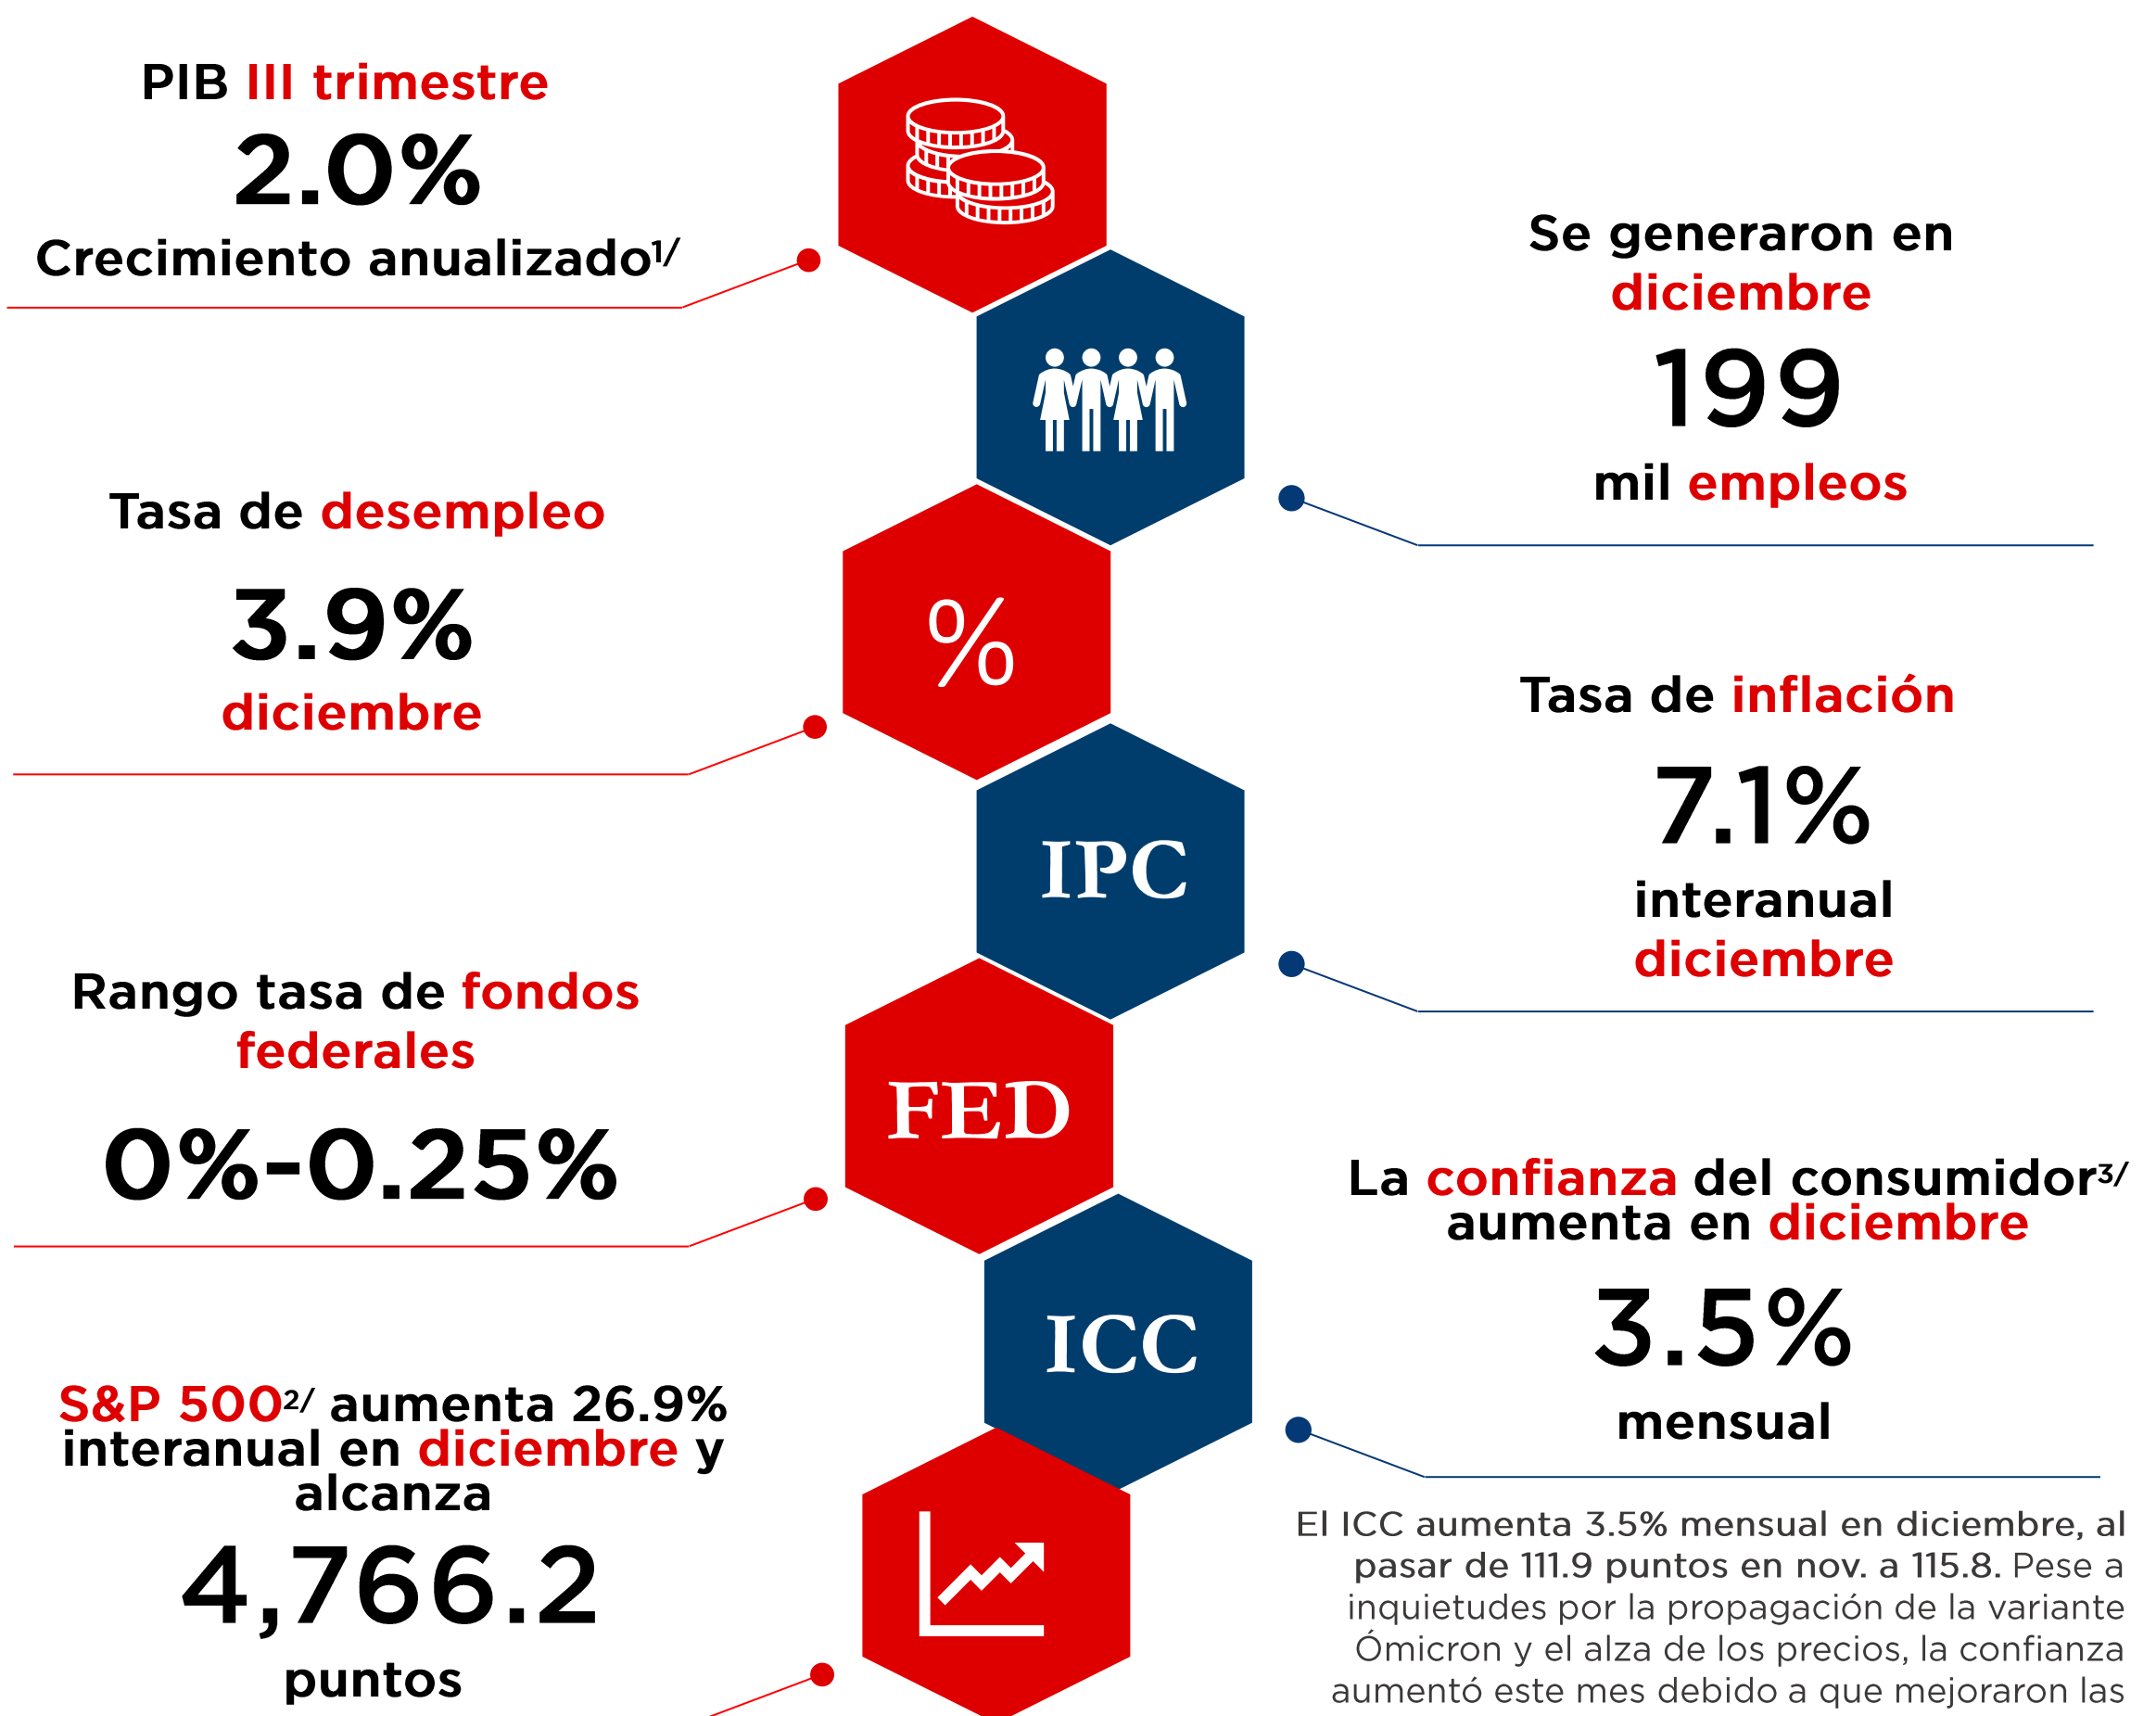 PIB III trimestre
2.0%
Crecimiento anualizado1/
Se generaron en
diciembre
199
mil empleos
Tasa de desempleo
3.9%
diciembre
%
Tasa de inflación
7.1%
interanual
diciembre
IPC
Rango tasa de fondos
federales
0%-0.25%
FED
La confianza del consumidor3/
aumenta en diciembre
3.5%
mensual
ICC
S&P 5002/ aumenta 26.9%
interanual en diciembre y
alcanza
4,766.2
puntos
El ICC aumenta 3.5% mensual en diciembre, al
pasar de 111.9 puntos en nov. a 115.8. Pese a
inquietudes por la propagación de la variante
Ómicron y el alza de los precios, la confianza
aumentó este mes debido a que mejoraron las